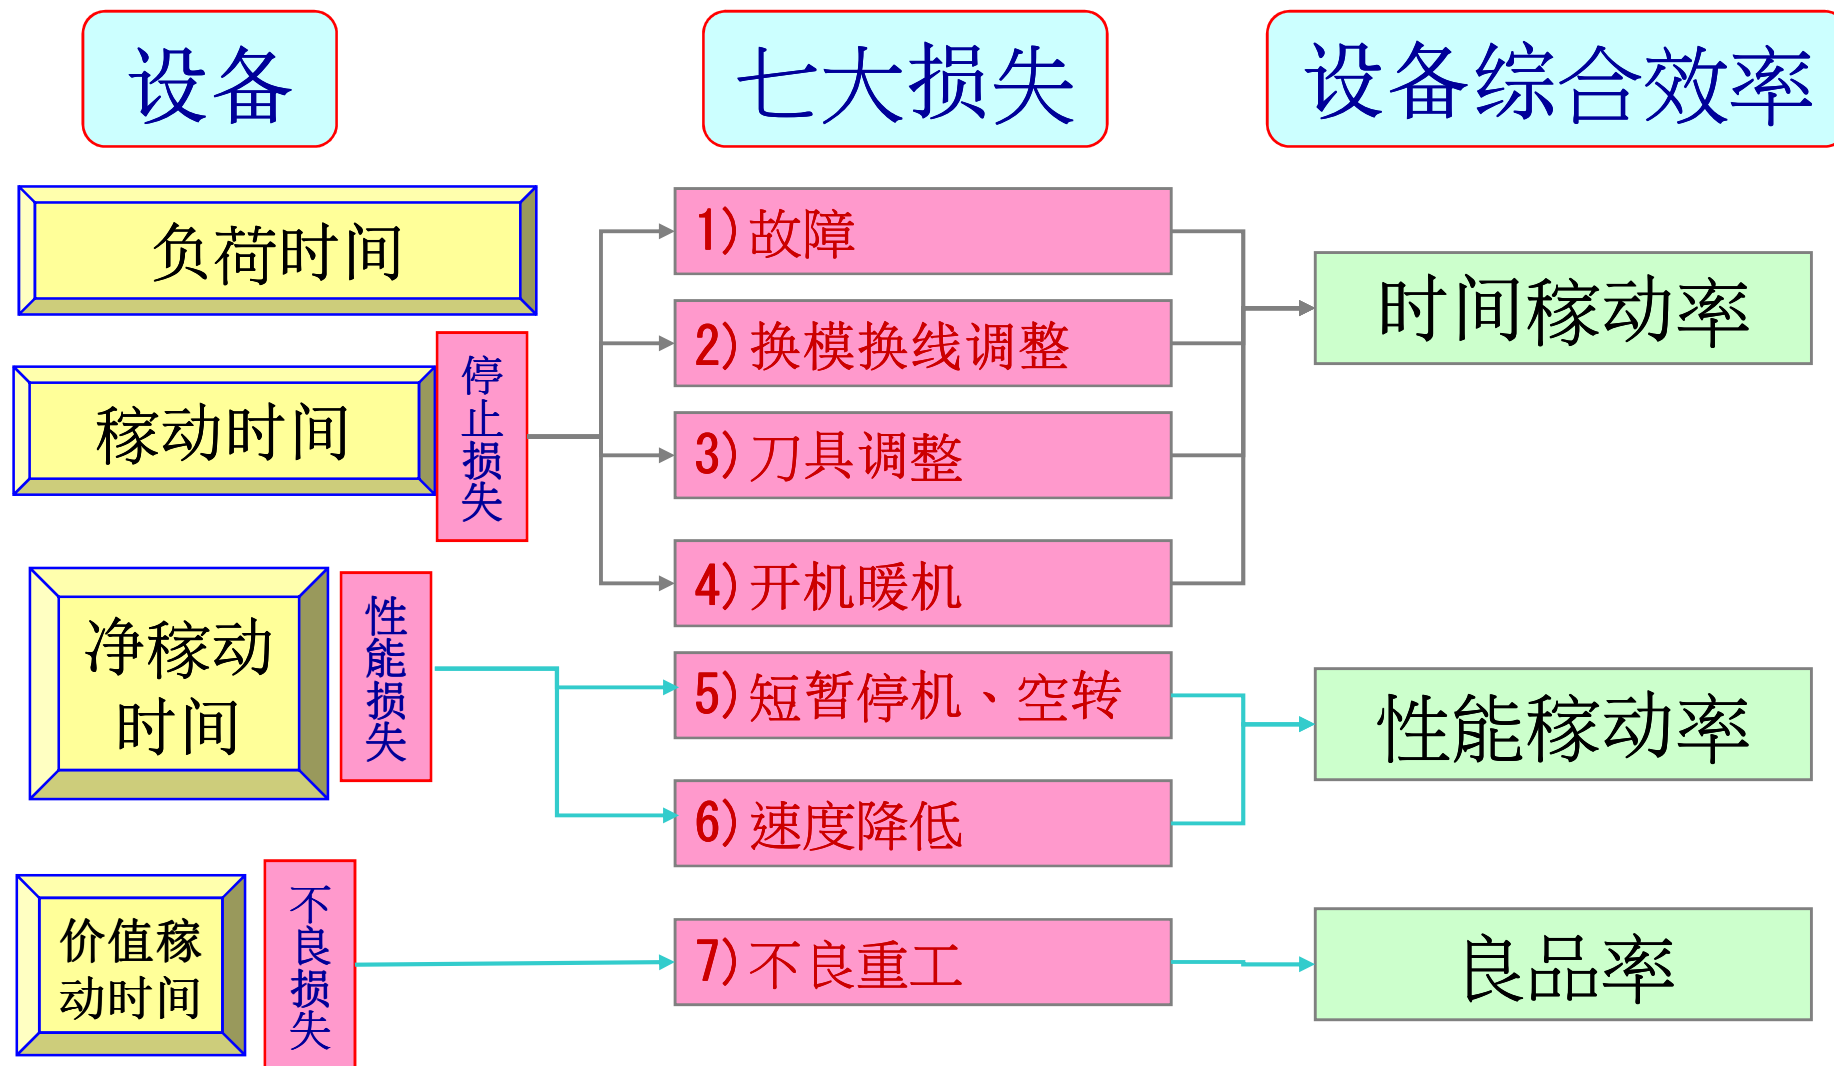 设备
七大损失
设备综合效率
负荷时间
稼动时间
停止损失
净稼动
时间
性能损失
价值稼
动时间
不良损失
1)故障
2)换模换线调整
3)刀具调整
4)开机暖机
5)短暂停机、空转
6)速度降低
7)不良重工
时间稼动率
性能稼动率
良品率